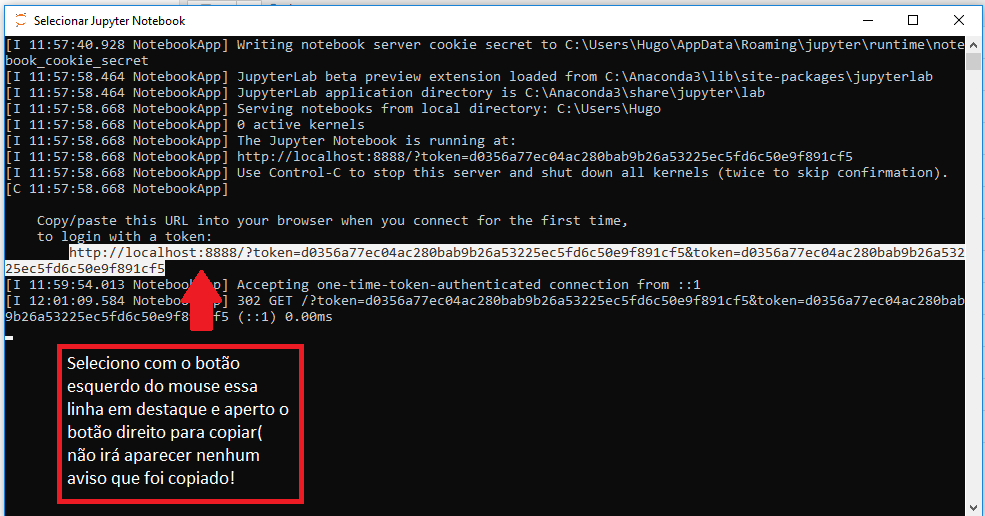 Selecionar Jupyter Notebook
[I 11:57:40.928 NotebookApp] Writing notebook server cookie secret to C:\Users\Hugo\AppData\Roaming\jupyter\runtime\note
book_cookie_secret
[I 11:57:58.464 NotebookApp] JupyterLab beta preview extension loaded from C:\Anaconda3\lib\site-packages\jupyterlab
[I 11:57:58.464 NotebookApp] JupyterLab application directory is C:\Anaconda3\share\jupyter\lab
[I 11:57:58.668 NotebookApp] Serving notebooks from local directory: C:\Users\Hugo
[I 11:57:58.668 NotebookApp] 0 active kernels
[I 11:57:58.668 NotebookApp] The Jupyter Notebook is running at:
[I 11:57:58.668 NotebookApp] http://localhost:8888/?token=d0356a77ec04ac280bab9b26a53225ec5fd6c50e9f891cf5
[I 11:57:58.668 NotebookApp] Use Control-C to stop this server and shut down all kernels (twice to skip confirmation).
[C 11:57:58.668 NotebookApp]
Copy/paste this URL into your browser when you connect for the first time,
to login with a token:
http://localhost:8888/?token=d0356a77ec04ac280bab9b26a53225ec5fd6c50e9f891cf5&token=d0356a77ec04ac280bab9b26a532
25ec5fd6c50e9f891cf5
[I 11:59:54.013 NotebookApp] Accepting one-time-token-authenticated connection from ::1
[I 12:01:09.584 NotebookApp] 302 GET /?token=d0356a77ec04ac280bab9b26a53225ec5fd6c50e9f891cf5&token=d0356a77ec04ac280bab
9b26a53225ec5fd6c50e9f891cf5 (::1) 0.00ms
Seleciono com o botão
esquerdo do mouse essa
linha em destaque e aperto o
botão direito para copiar(
não irá aparecer nenhum
aviso que foi copiado!